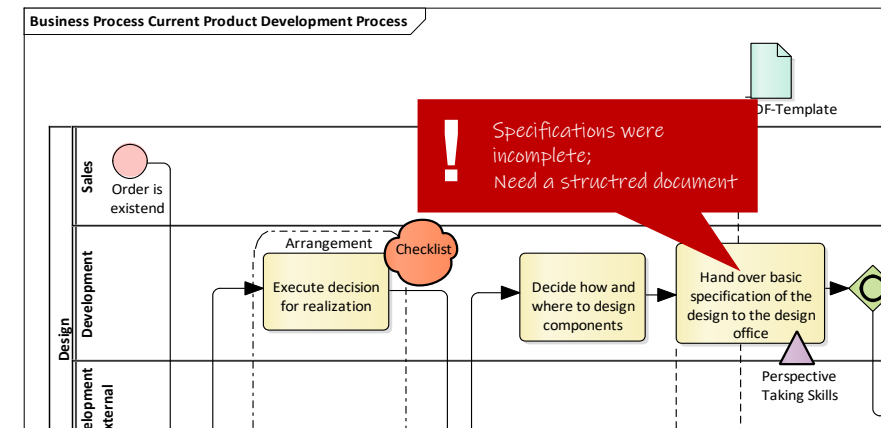 Business Process Current Product Development Process
DF-Template
Specifications were
incomplete;
Need a structred document
Sales
Order is
existend
Design
Development
Arrangement
Checklist
Execute decision
for realization
Decide how and
where to design
components
Hand over basic
specification of the
design to the design
office
Perspective
Taking Skills
elopment
xternal